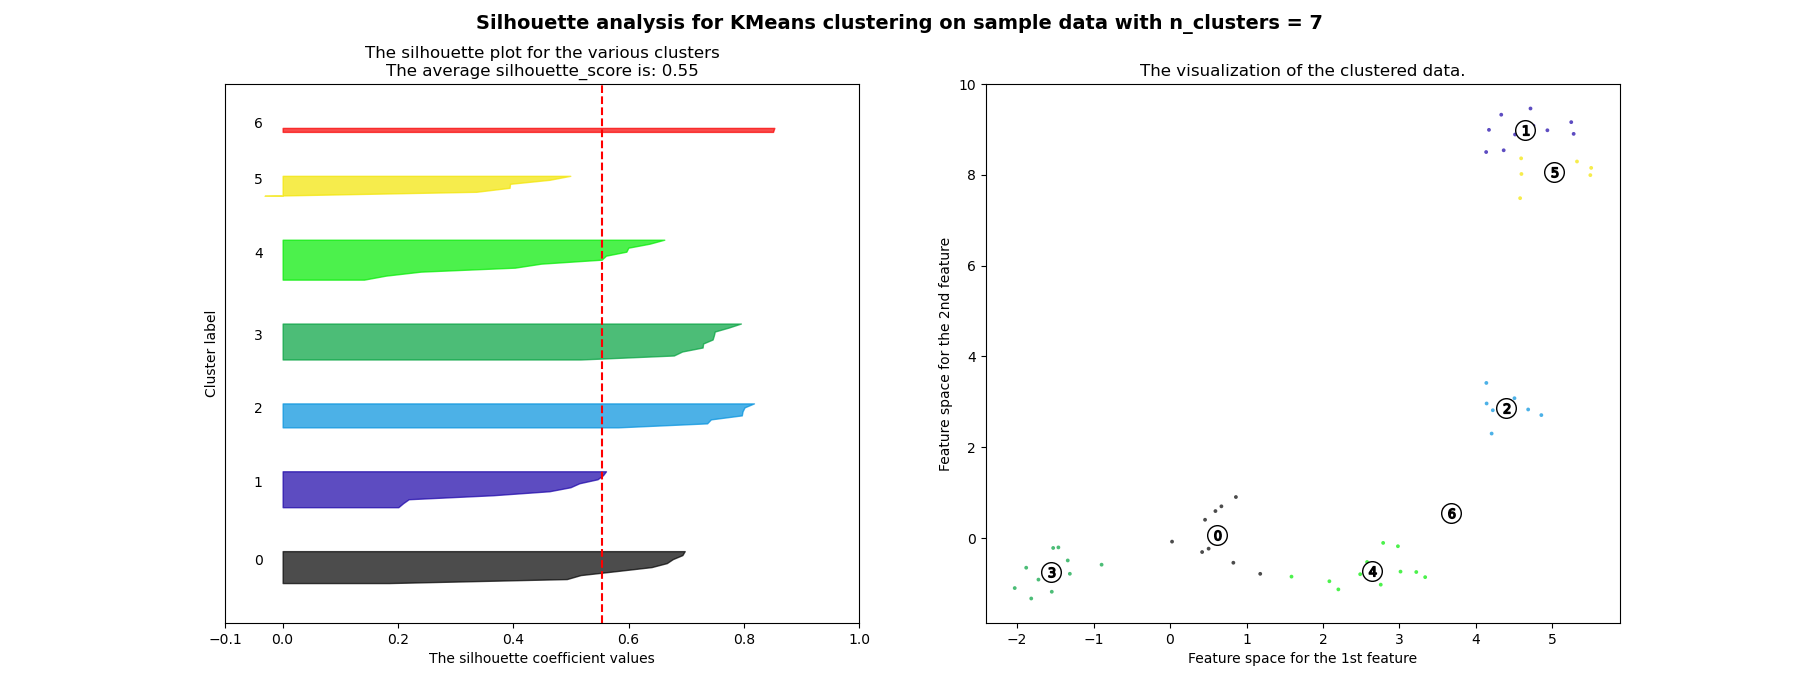 Silhouette analysis for KMeans clustering on sample data with n_clusters = 7
The silhouette plot for the various clusters
The average silhouette_score is: 0.55
6
5
4
3
2
1
0
Cluster label
−0.1 0.0 0.2 0.4 0.6 0.8 1.0
The silhouette coefficient values
The visualization of the clustered data.
10
8
6
4
2
0
Feature space for the 2nd feature
1
5
2
6
0
3
4
−2 −1 0 1 2 3 4 5
Feature space for the 1st feature